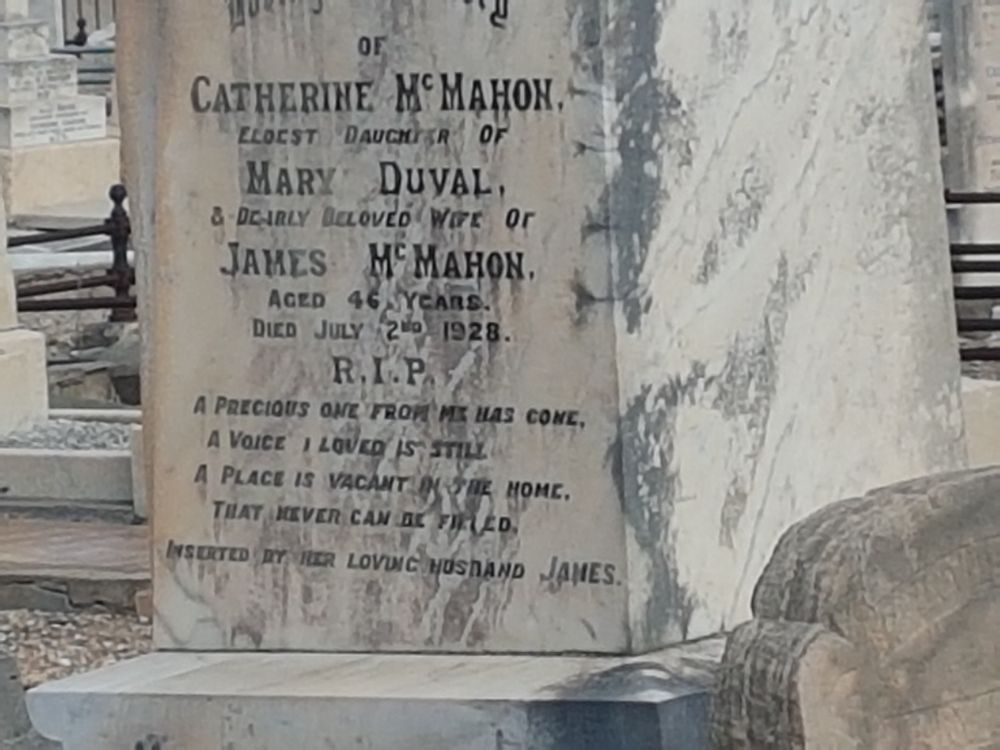 OF
CATHERINE McMAHON,
ELDEST DAUGHTER OF
MARY DUVAL,
& DEARLY BELOVED WIFE OF
JAMES McMAHON,
AGED 46 YEARS.
DIED JULY 2ND 1928.
R.I.P.
A PRECIOUS ONE FROM ME HAS GONE,
A VOICE I LOVED IS STILL
A PLACE IS VACANT IN THE HOME,
THAT NEVER CAN BE FILLED.
INSERTED BY HER LOVING HUSBAND JAMES.